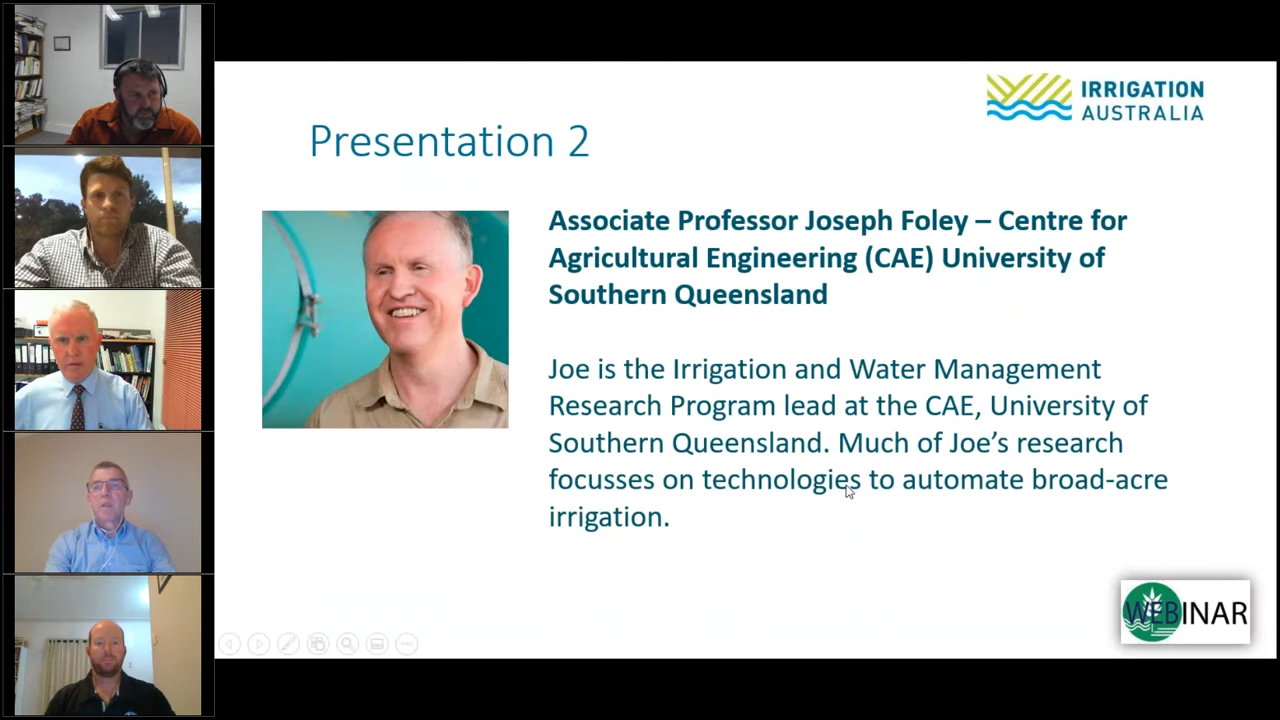 IRRIGATION
AUSTRALIA
Presentation 2
Associate Professor Joseph Foley – Centre for
Agricultural Engineering (CAE) University of
Southern Queensland
Joe is the Irrigation and Water Management
Research Program lead at the CAE, University of
Southern Queensland. Much of Joe’s research
focusses on technologies to automate broad-acre
irrigation.
WEBINAR